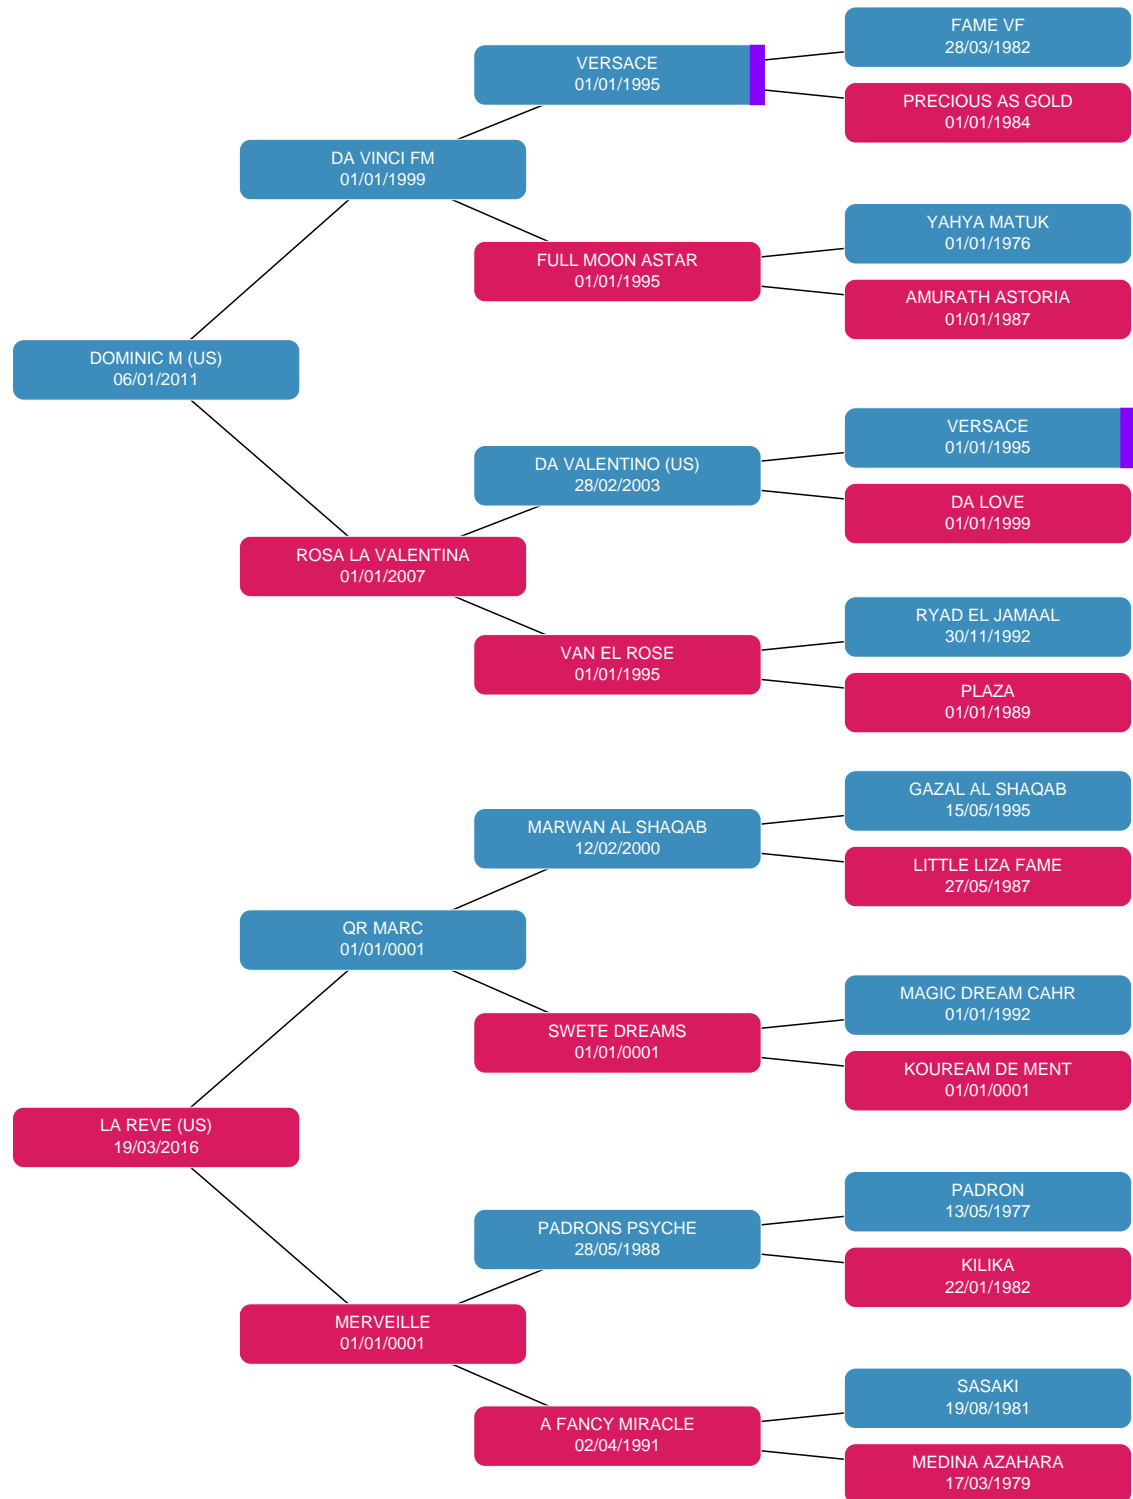 FAME VF
28/03/1982
VERSACE
01/01/1995
PRECIOUS AS GOLD
01/01/1984
DA VINCI FM
01/01/1999
YAHYA MATUK
01/01/1976
FULL MOON ASTAR
01/01/1995
AMURATH ASTORIA
01/01/1987
DOMINIC M (US)
06/01/2011
VERSACE
01/01/1995
DA VALENTINO (US)
28/02/2003
DA LOVE
01/01/1999
ROSA LA VALENTINA
01/01/2007
RYAD EL JAMAAL
30/11/1992
VAN EL ROSE
01/01/1995
PLAZA
01/01/1989
GAZAL AL SHAQAB
15/05/1995
MARWAN AL SHAQAB
12/02/2000
LITTLE LIZA FAME
27/05/1987
QR MARC
01/01/0001
MAGIC DREAM CAHR
01/01/1992
SWETE DREAMS
01/01/0001
KOUREAM DE MENT
01/01/0001
LA REVE (US)
19/03/2016
PADRON
13/05/1977
PADRONS PSYCHE
28/05/1988
KILIKA
22/01/1982
MERVEILLE
01/01/0001
SASAKI
19/08/1981
A FANCY MIRACLE
02/04/1991
MEDINA AZAHARA
17/03/1979